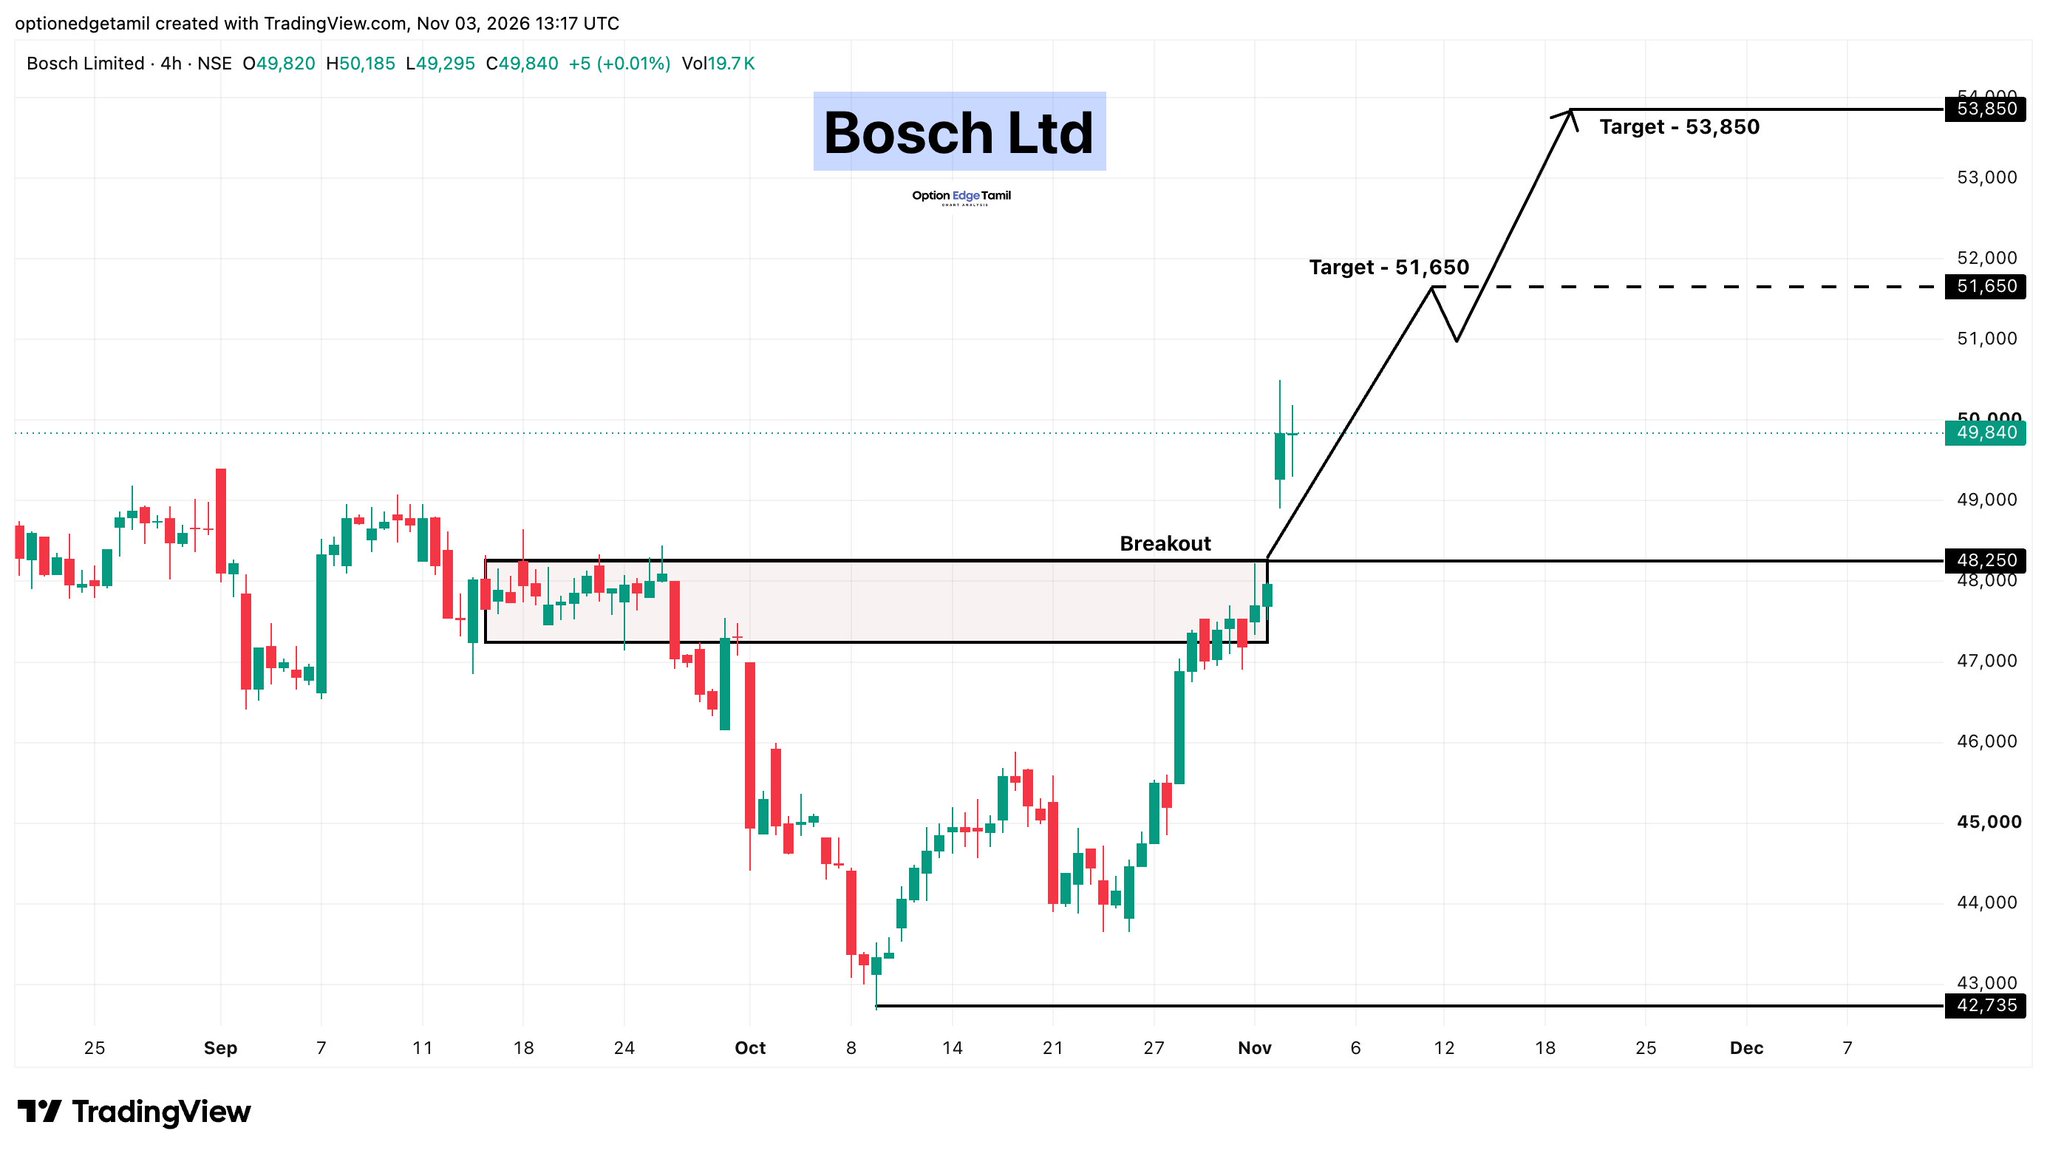 optionedgetamil created with TradingView.com, Nov 03, 2026 13:17 UTC
Bosch Limited · 4h · NSE O49,820 H50,185 L49,295 C49,840 +5 (+0.01%) Vol19.7K
Bosch Ltd
Option Edge Tamil
CHART ANALYSIS
54,000
53,850
Target - 53,850
53,000
52,000
Target - 51,650
51,650
51,000
50,000
49,840
49,000
Breakout
48,250
48,000
47,000
46,000
45,000
44,000
43,000
42,735
25 Sep 7 11 18 24 Oct 8 14 21 27 Nov 6 12 18 25 Dec 7
TradingView